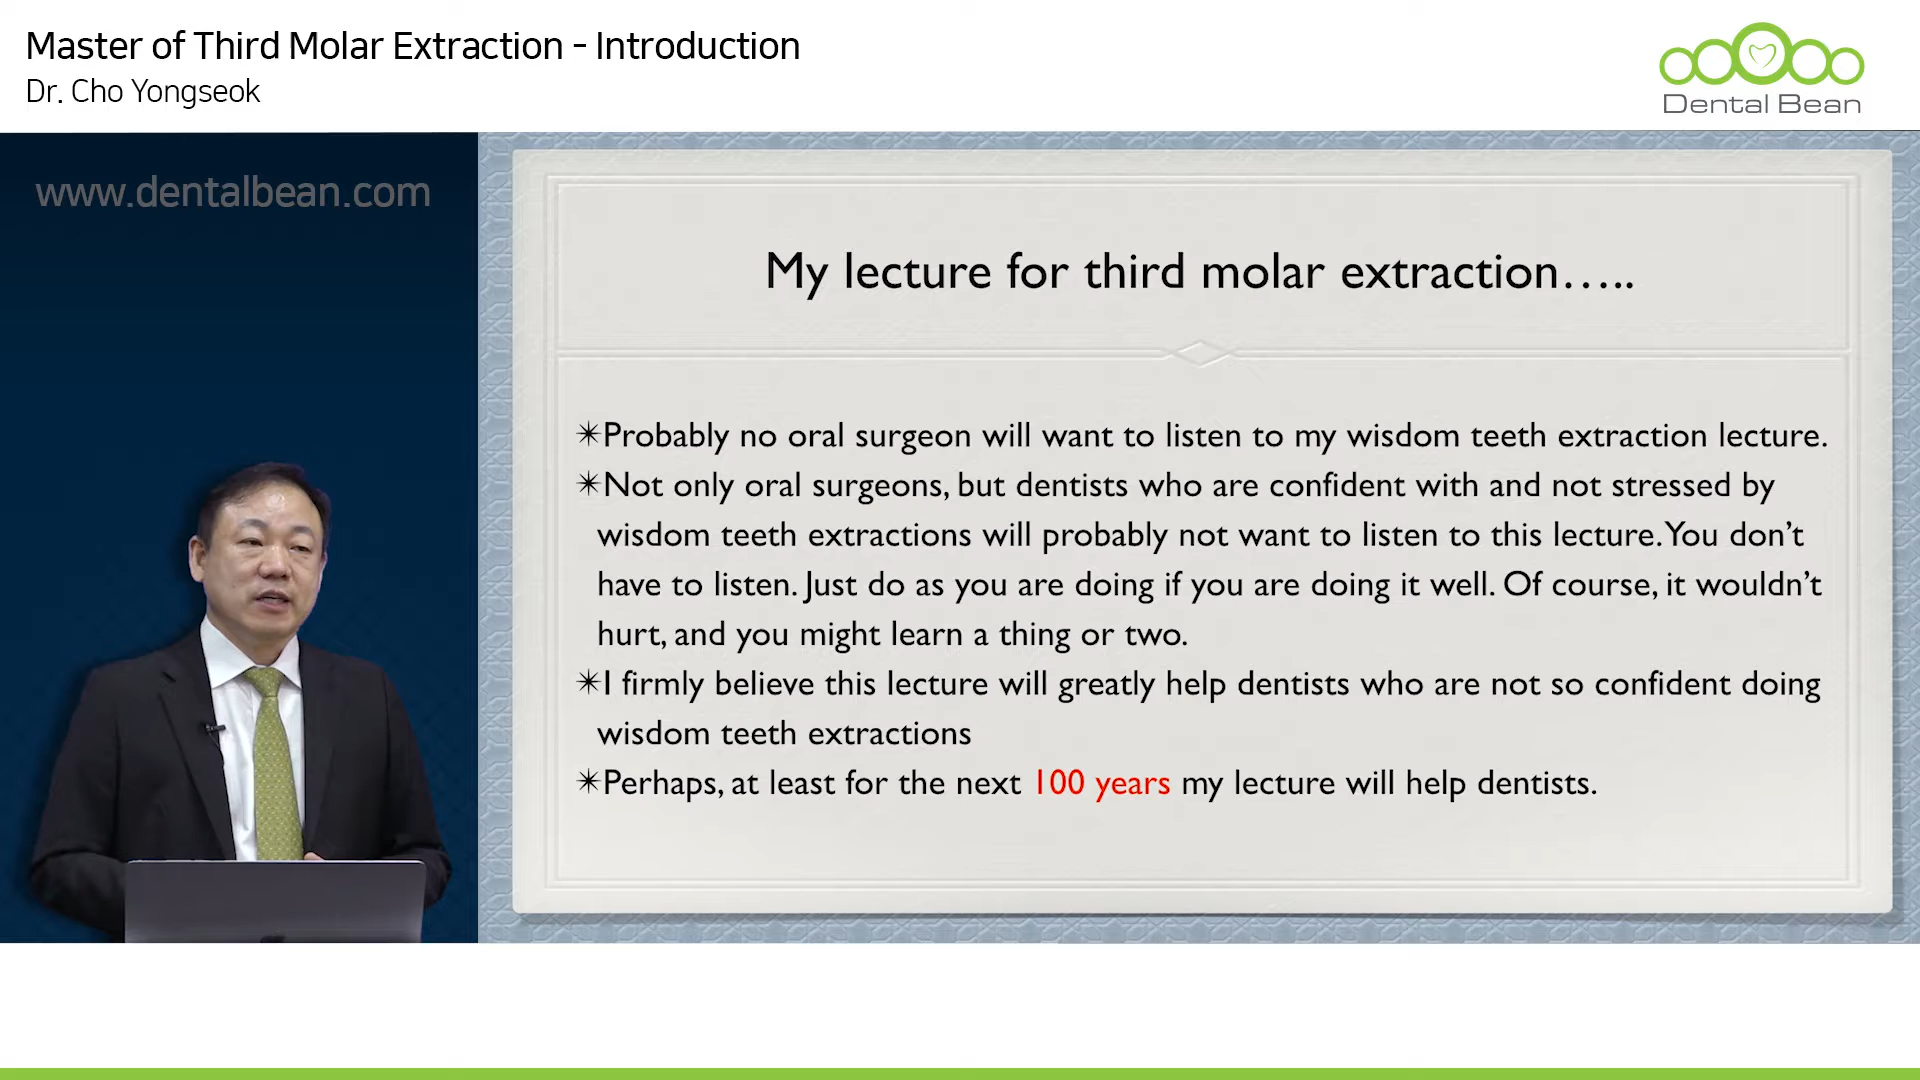 Master of Third Molar Extraction - Introduction
Dr. Cho Yongseok
Dental Bean
www.dentalbean.com
My lecture for third molar extraction.....
✴Probably no oral surgeon will want to listen to my wisdom teeth extraction lecture.
✴Not only oral surgeons, but dentists who are confident with and not stressed by
wisdom teeth extractions will probably not want to listen to this lecture. You don’t
have to listen. Just do as you are doing if you are doing it well. Of course, it wouldn’t
hurt, and you might learn a thing or two.
✴I firmly believe this lecture will greatly help dentists who are not so confident doing
wisdom teeth extractions
✴Perhaps, at least for the next 100 years my lecture will help dentists.